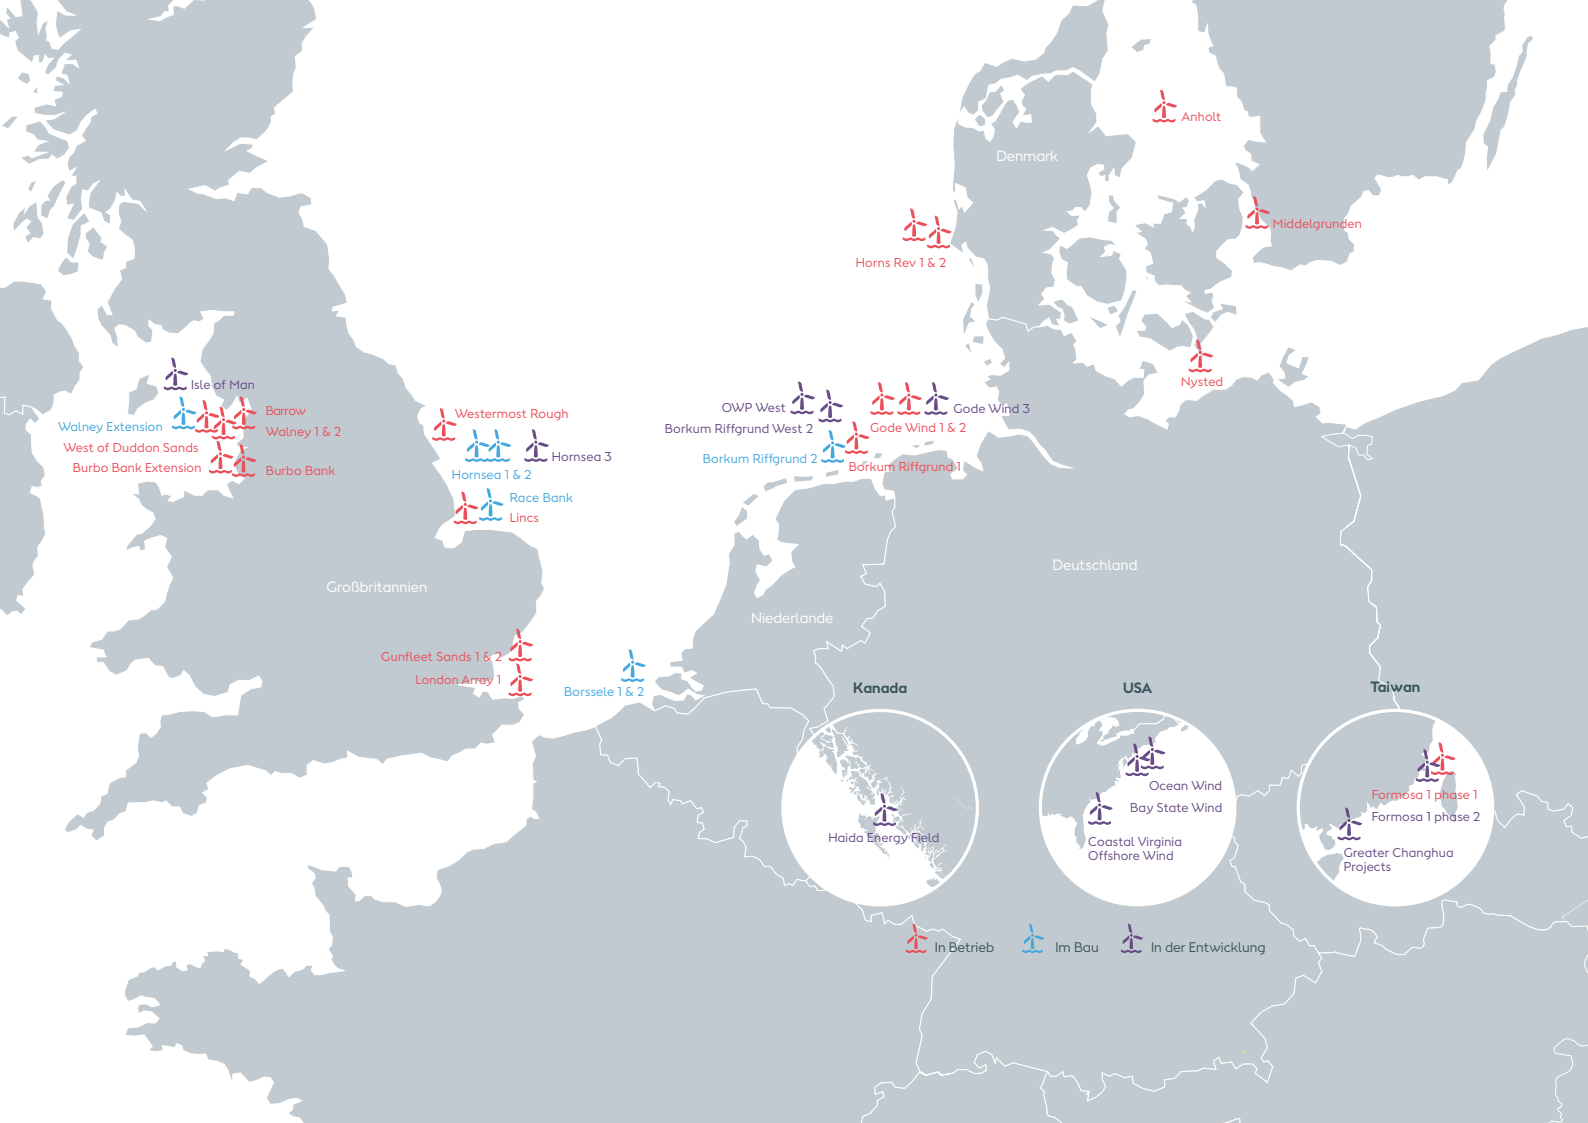 Anholt
Denmark
Middelgrunden
Horns Rev 1 & 2
Nysted
Isle of Man
Barrow
Walney Extension
Walney 1 & 2
West of Duddon Sands
Burbo Bank Extension
Burbo Bank
Westermost Rough
Hornsea 3
Hornsea 1 & 2
Race Bank
Lincs
OWP West
Borkum Riffgrund West 2
Gode Wind 3
Gode Wind 1 & 2
Borkum Riffgrund 2
Borkum Riffgrund 1
Großbritannien
Deutschland
Niederlande
Gunfleet Sands 1 & 2
London Array 1
Borssele 1 & 2
Kanada
Haida Energy Field
USA
Ocean Wind
Bay State Wind
Coastal Virginia
Offshore Wind
Taiwan
Formosa 1 phase 1
Formosa 1 phase 2
Greater Changhua
Projects
In Betrieb
Im Bau
In der Entwicklung